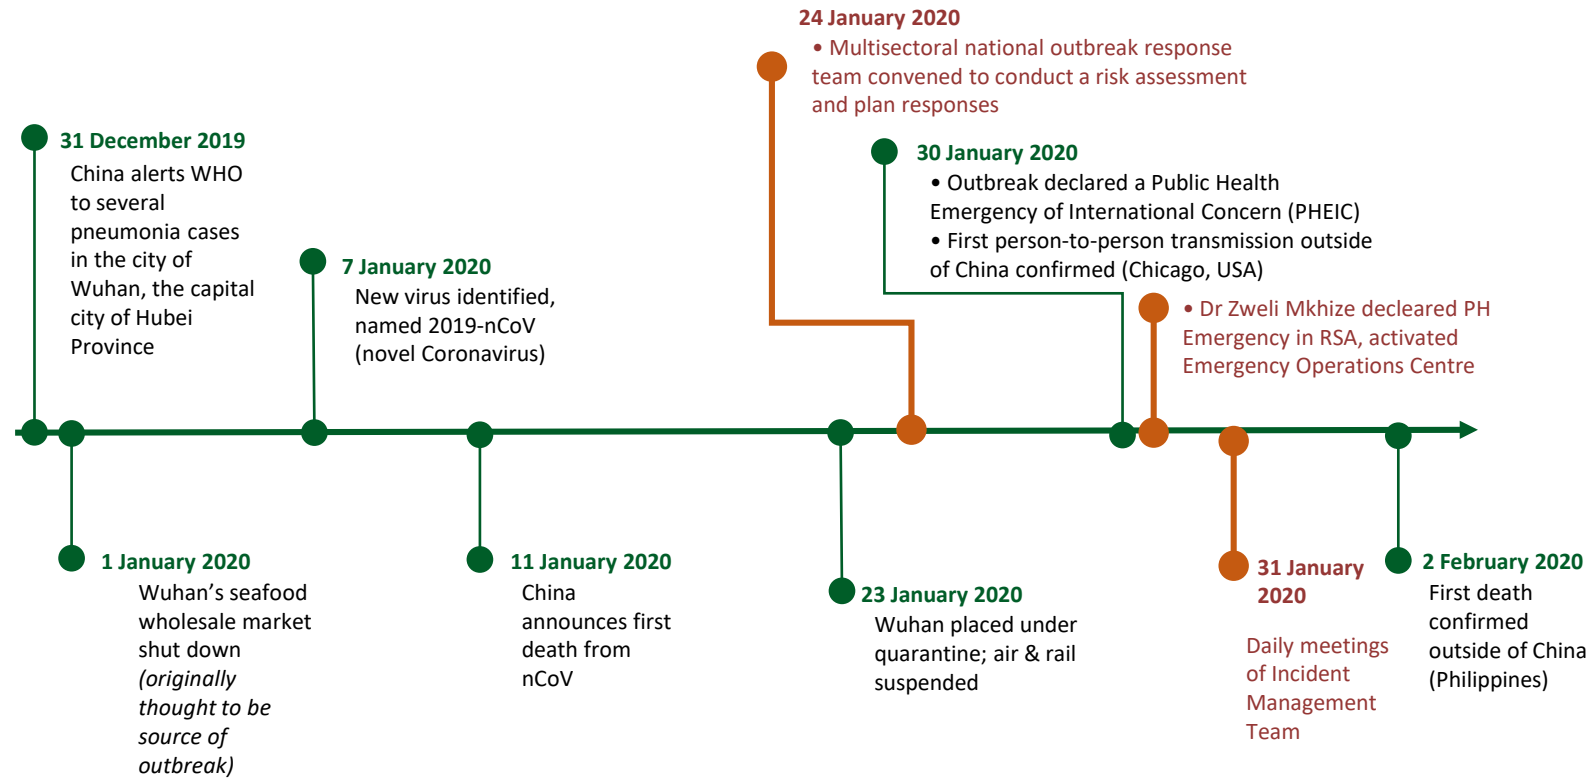 24 January 2020
• Multisectoral national outbreak response
team convened to conduct a risk assessment
and plan responses
31 December 2019
China alerts WHO
to several
pneumonia cases
in the city of
Wuhan, the capital
city of Hubei
Province
30 January 2020
• Outbreak declared a Public Health
Emergency of International Concern (PHEIC)
• First person-to-person transmission outside
of China confirmed (Chicago, USA)
7 January 2020
New virus identified,
named 2019-nCoV
(novel Coronavirus)
• Dr Zweli Mkhize decleared PH
Emergency in RSA, activated
Emergency Operations Centre
1 January 2020
Wuhan’s seafood
wholesale market
shut down
(originally
thought to be
source of
outbreak)
11 January 2020
China
announces first
death from
nCoV
23 January 2020
Wuhan placed under
quarantine; air & rail
suspended
31 January
2020
Daily meetings
of Incident
Management
Team
2 February 2020
First death
confirmed
outside of China
(Philippines)